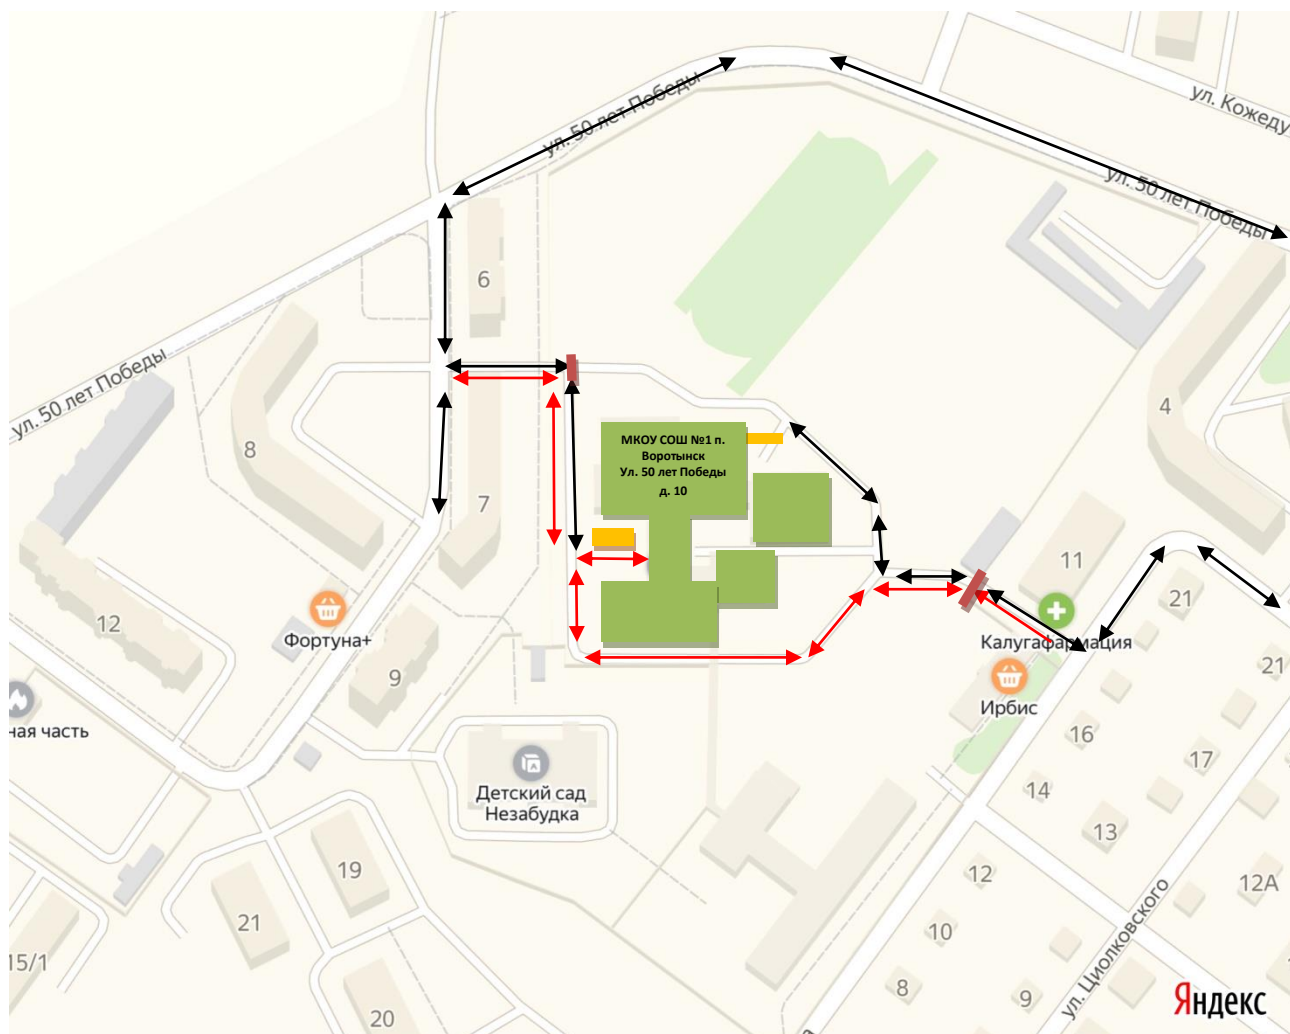 ул. Кожеду
ул. 50 лет Победы
ул. 50 лет Победы
6
ул. 50 лет Победы
4
8
МКОУ СОШ №1 п.
Воротынск
Ул. 50 лет Победы
д. 10
7
11
21
12
Фортуна+
Калугафармация
21
9
Ирбис
ная часть
16
17
Детский сад
Незабудка
14
13
19
12
12А
21
10
ул. Циолковского
15/1
8
9
20
Яндекс